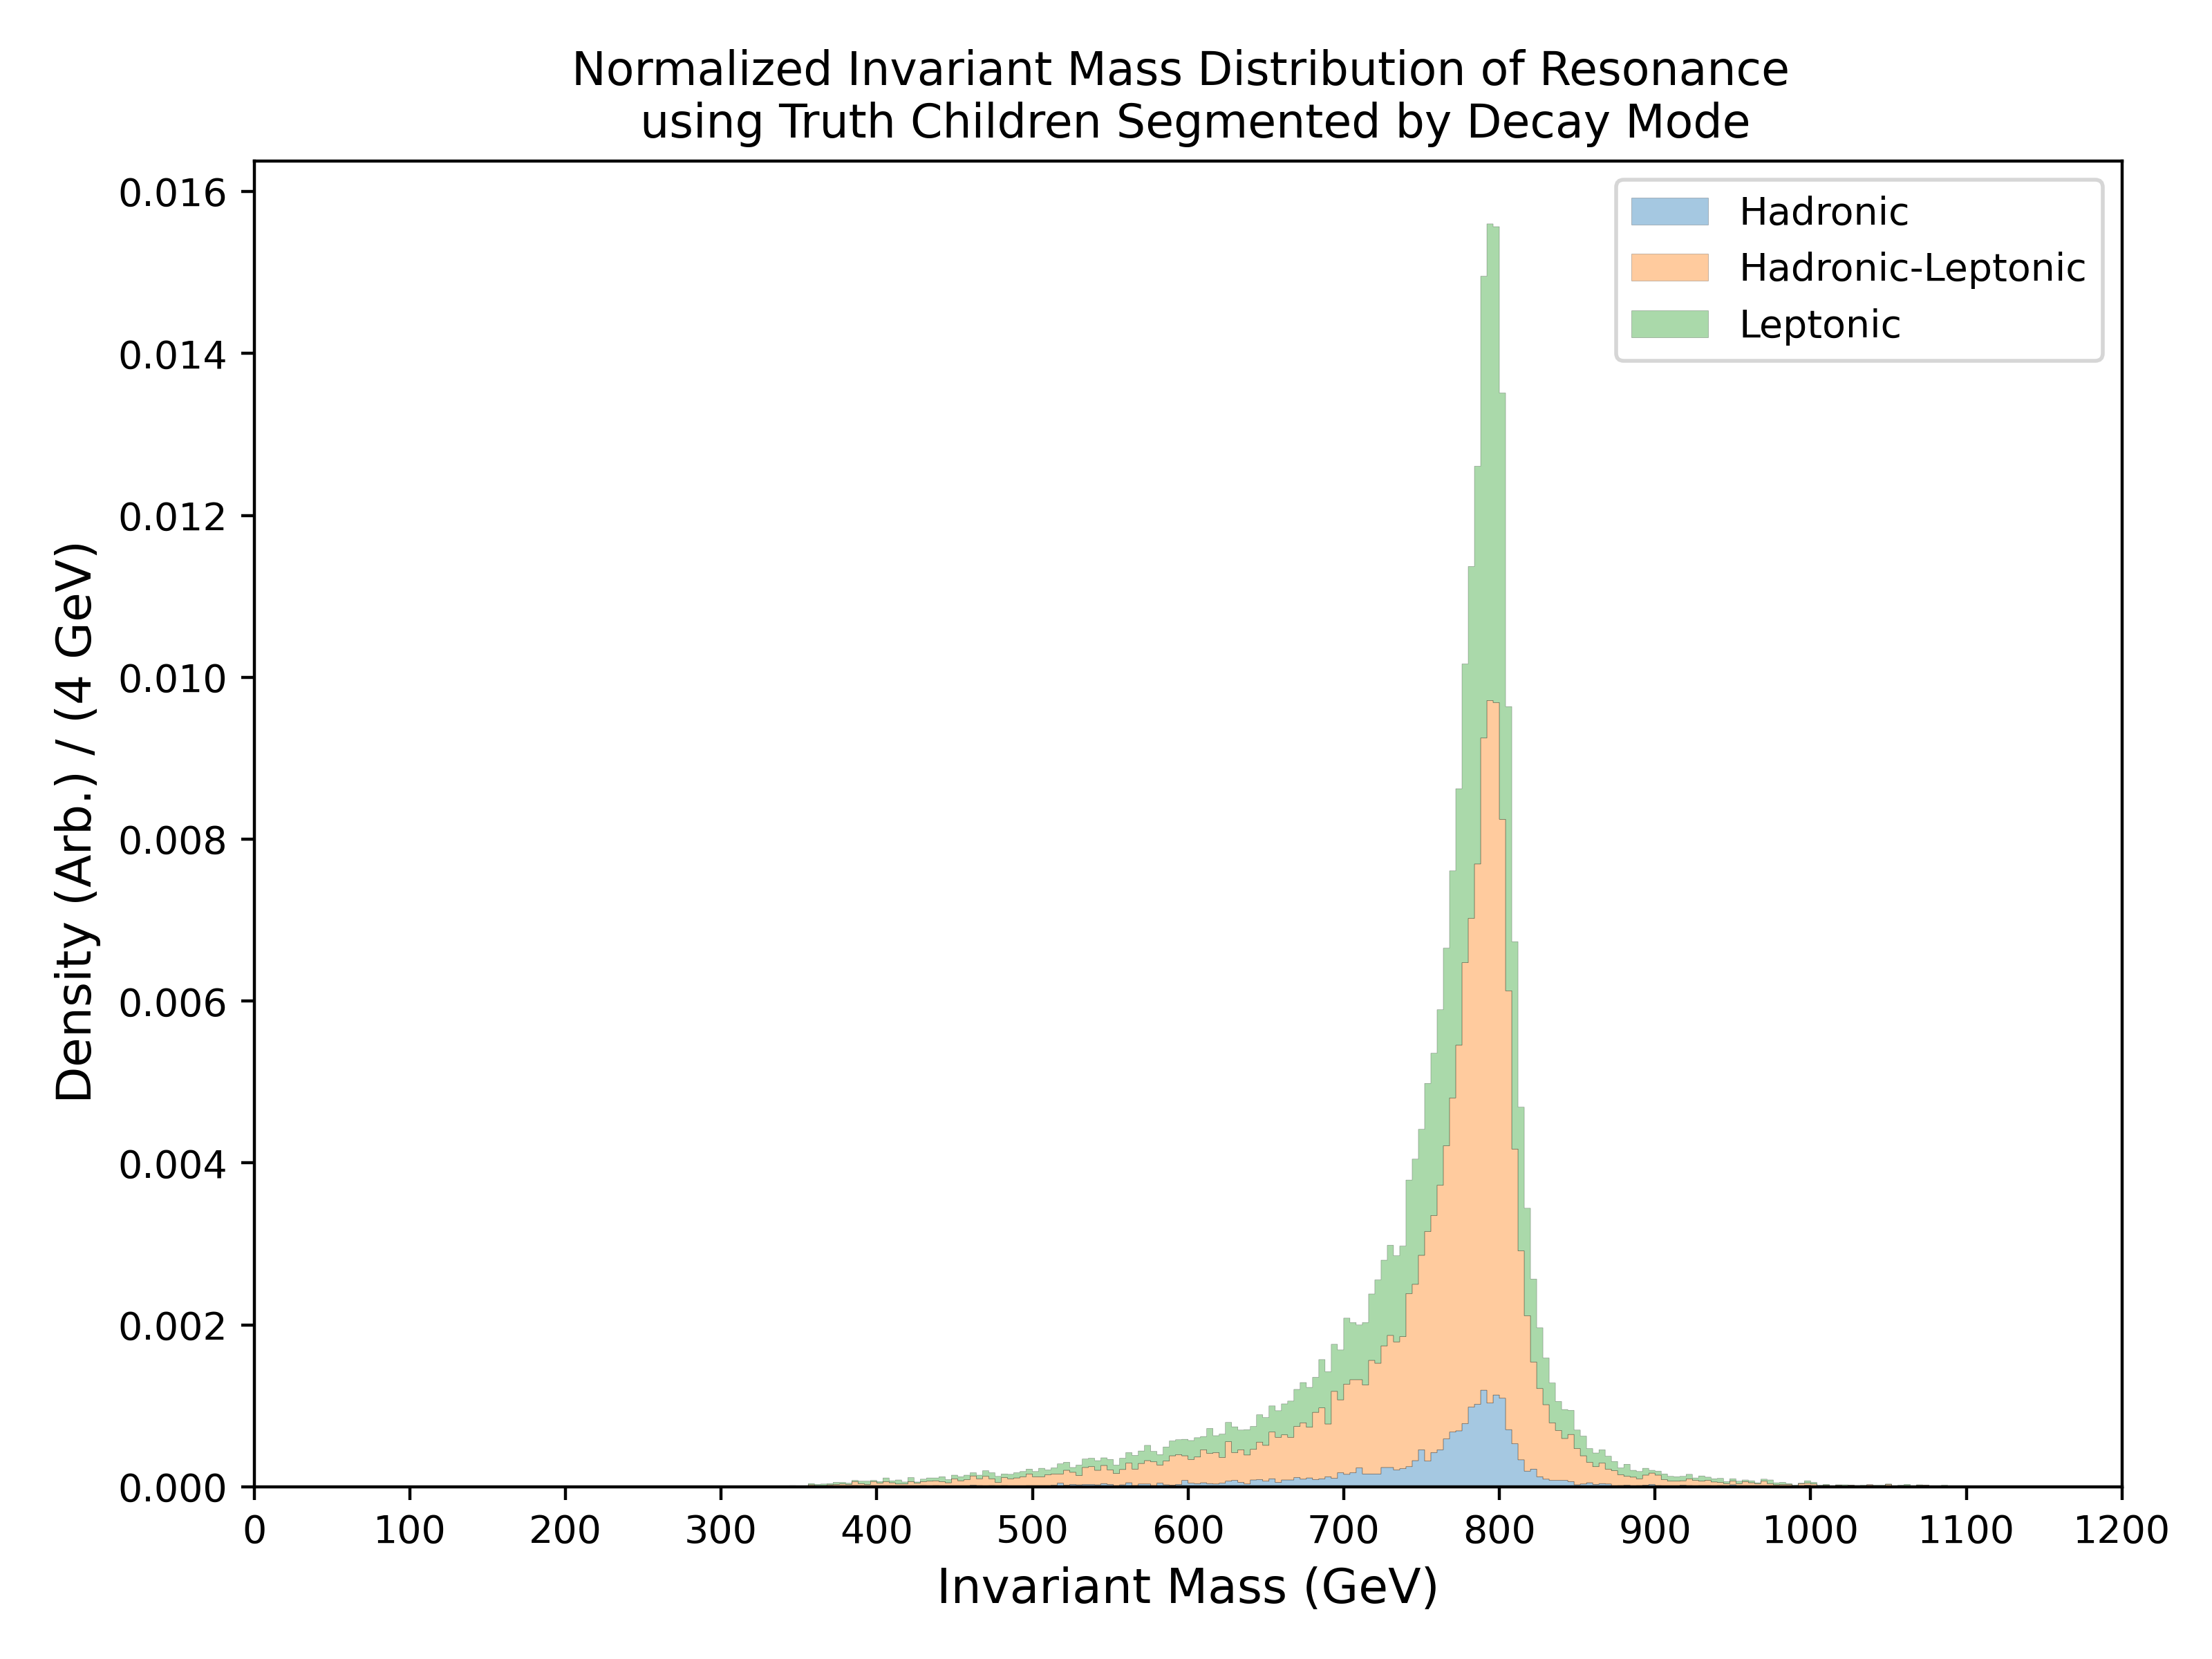 Normalized Invariant Mass Distribution of Resonance
using Truth Children Segmented by Decay Mode
Hadronic
Hadronic-Leptonic
Leptonic
Density (Arb.) / (4 GeV)
0.016
0.014
0.012
0.010
0.008
0.006
0.004
0.002
0.000
0 100 200 300 400 500 600 700 800 900 1000 1100 1200
Invariant Mass (GeV)